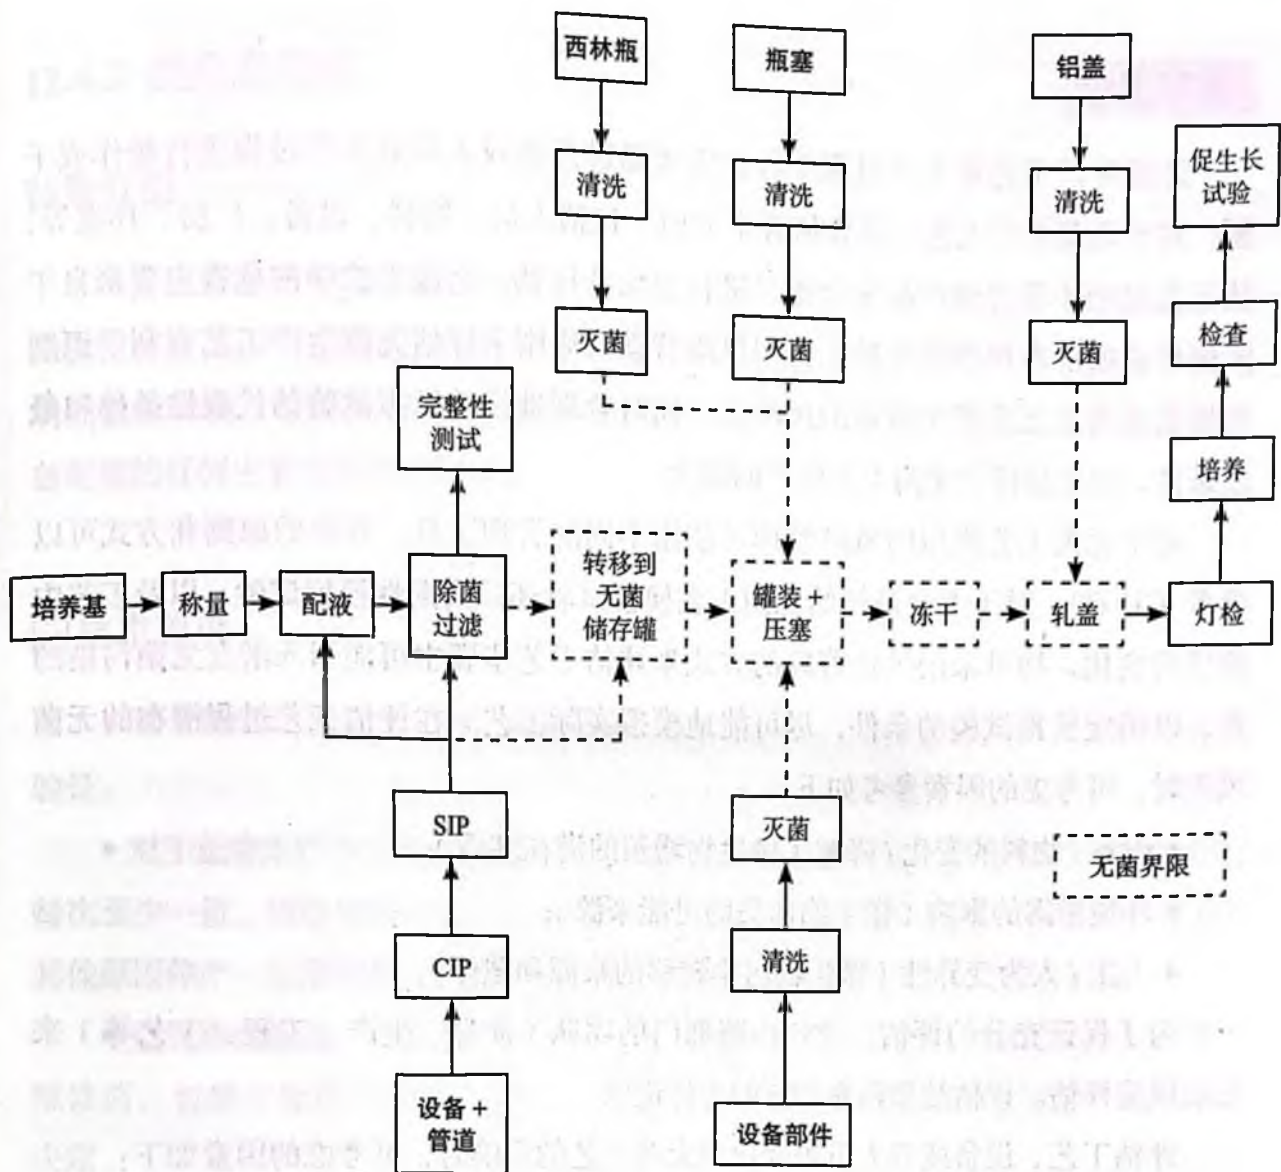 西林瓶
瓶塞
铝盖
清洗
清洗
清洗
促生长
试验
灭菌
灭菌
灭菌
检查
完整性
测试
培养
培养基
称量
配液
除菌
过滤
转移到
无菌
储存罐
罐装+
压塞
冻干
轧盖
灯检
SIP
灭菌
无菌界限
CIP
清洗
设备+
管道
设备部件